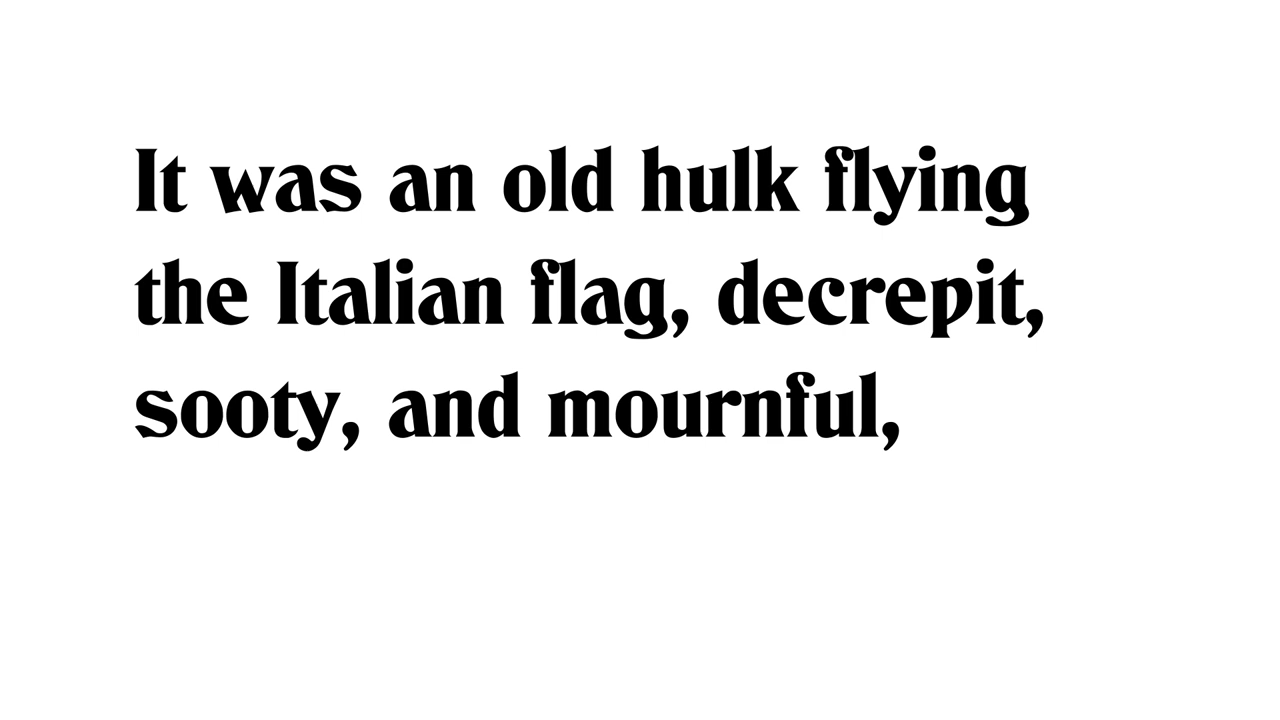 It was an old hulk flying
the Italian flag, decrepit,
sooty, and mournful,